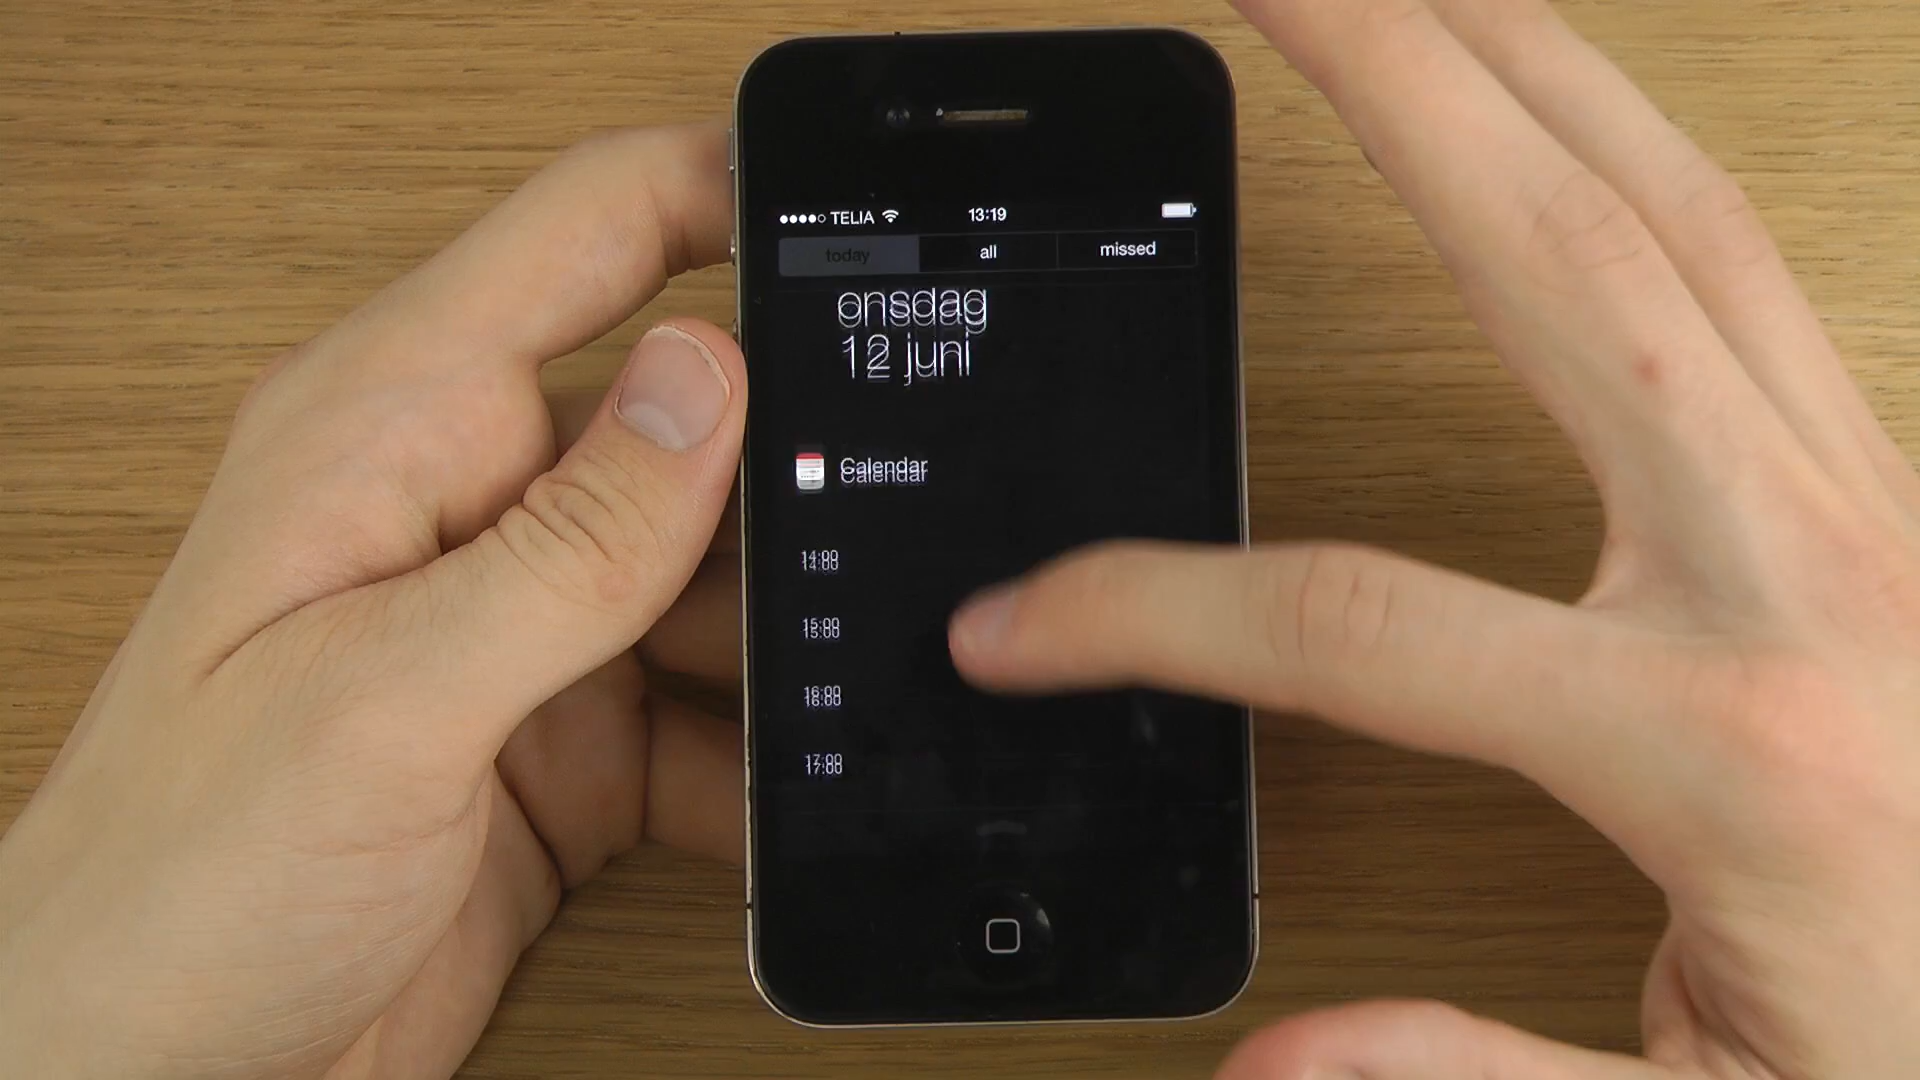 TELIA 13:19
today all missed
onsdag
12 juni
Calendar
14:00
15:00
16:00
17:00